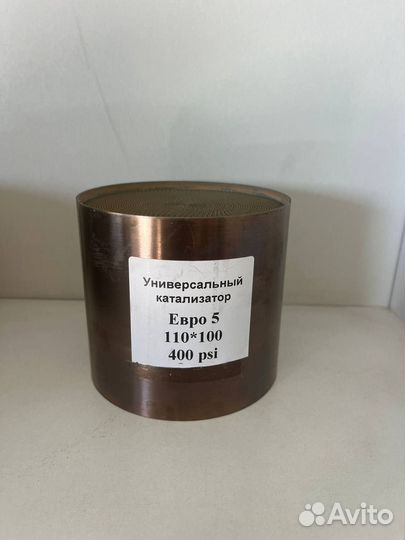 Универсальный
катализатор
Евро 5
110*100
400 psi
Avito